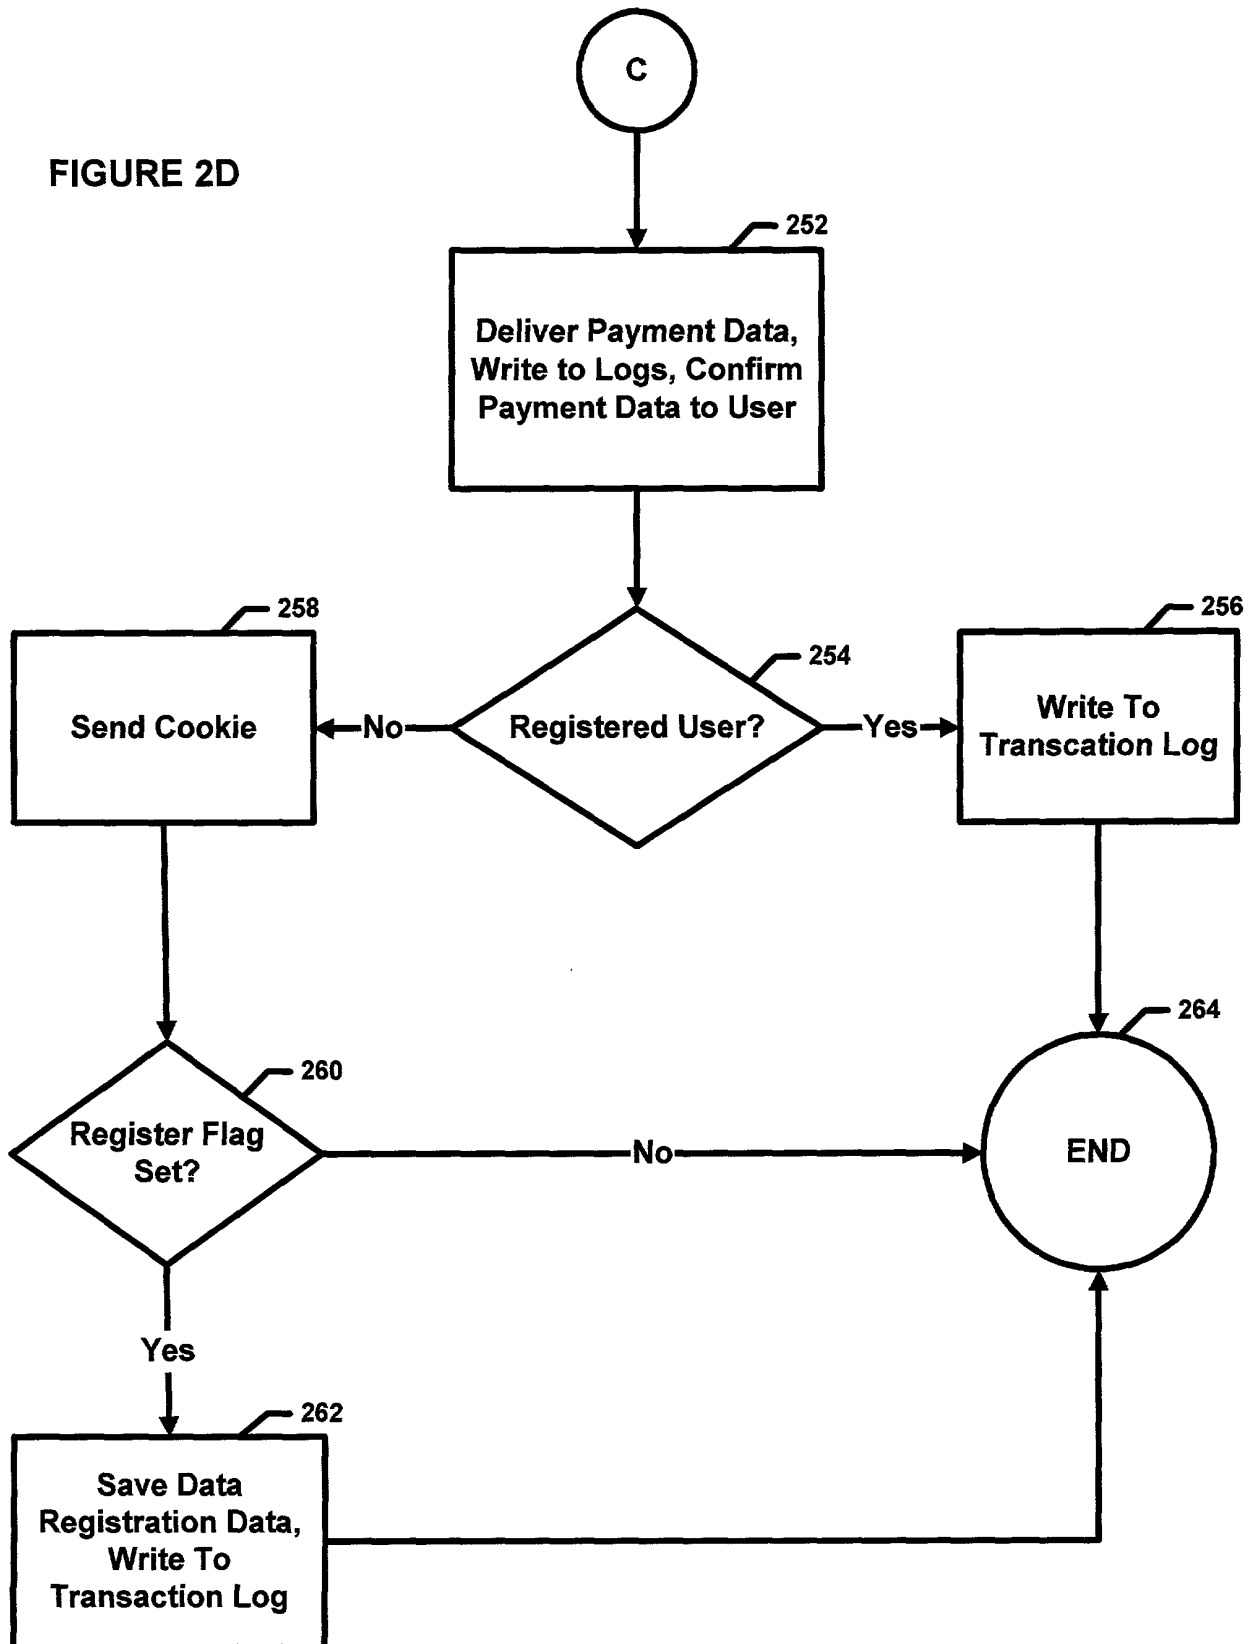 C
FIGURE 2D
252
Deliver Payment Data,
Write to Logs, Confirm
Payment Data to User
258
254
256
Send Cookie
No
Registered User?
Yes
Write To
Transcation Log
264
260
Register Flag
Set?
No
END
Yes
262
Save Data
Registration Data,
Write To
Transaction Log